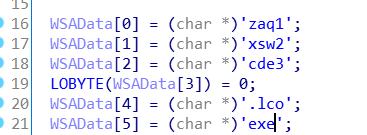 15
16 WSAData[0] = (char *)'zaq1';
17 WSAData[1] = (char *)'xsw2';
18 WSAData[2] = (char *)'cde3';
19 LOBYTE(WSAData[3]) = 0;
20 WSAData[4] = (char *)'.lco';
21 WSAData[5] = (char *)'exe';